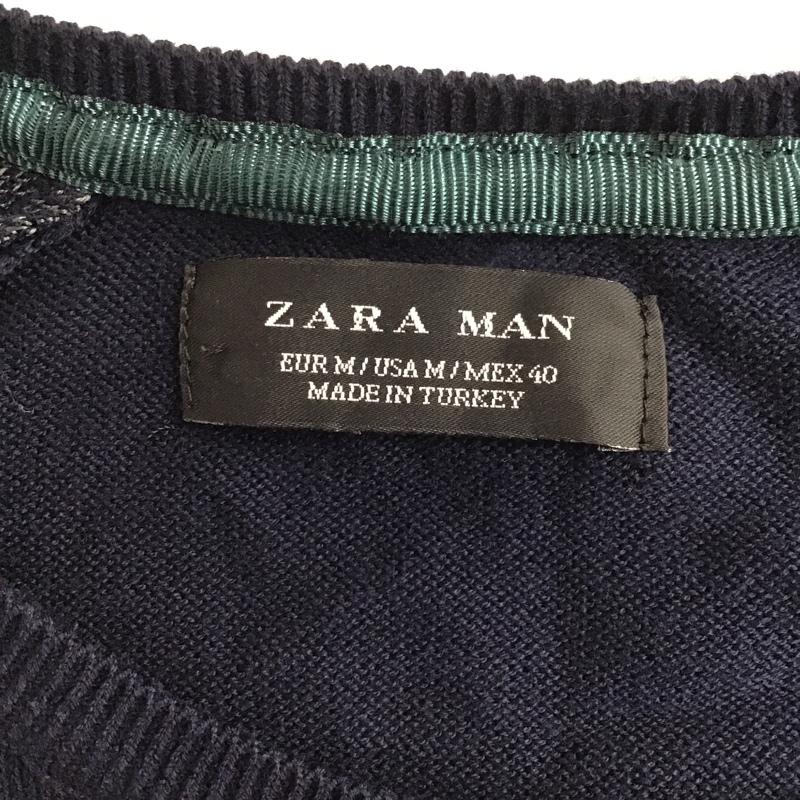 ZARA MAN
EUR M / USA M / MEX 40
MADE IN TURKEY